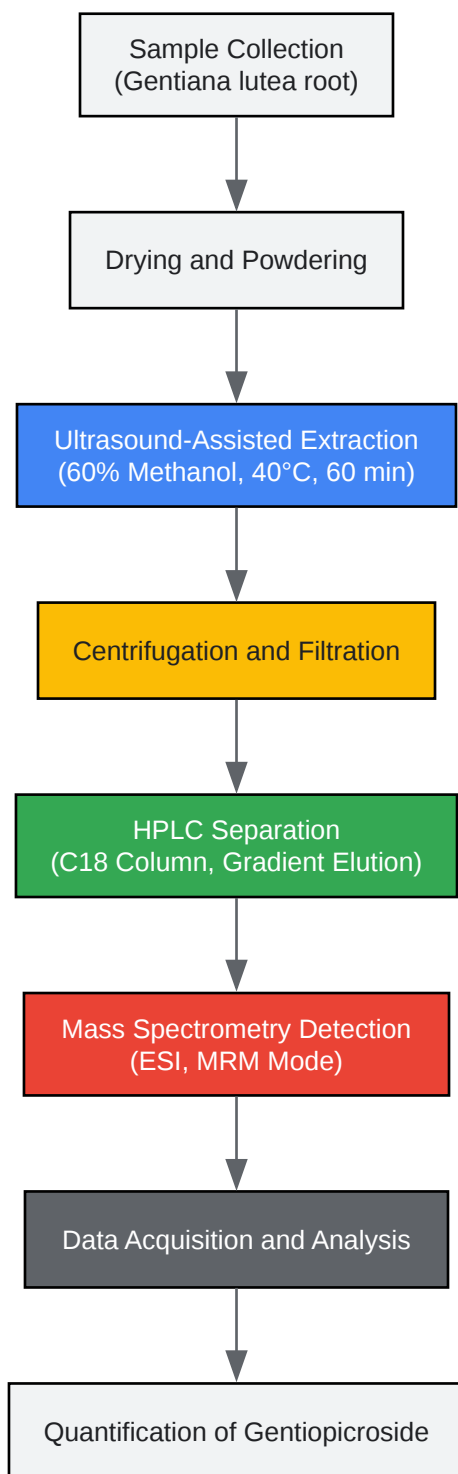 Sample Collection
(Gentiana lutea root)
Drying and Powdering
Ultrasound-Assisted Extraction
(60% Methanol, 40°C, 60 min)
Centrifugation and Filtration
HPLC Separation
(C18 Column, Gradient Elution)
Mass Spectrometry Detection
(ESI, MRM Mode)
Data Acquisition and Analysis
Quantification of Gentiopicroside